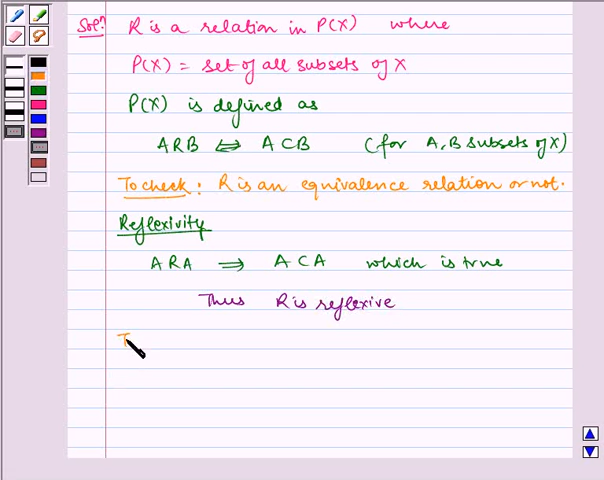 Sol? R is a relation in P(X) where
P(X) = set of all subsets of X
P(X) is defined as
ARB ⇔ A⊂B (for A,B subsets of X)
To check : R is an equivalence relation or not.
Reflexivity
ARA ⇒ A⊂A which is true
Thus R is reflexive
T